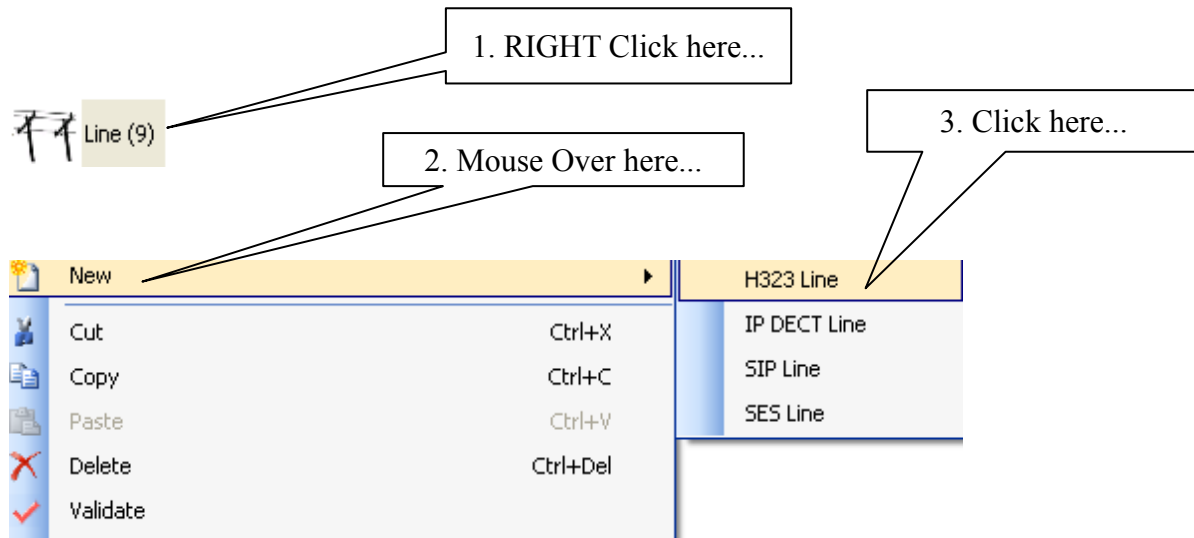 1. RIGHT Click here...
Line (9)
2. Mouse Over here...
3. Click here...
New
H323 Line
Cut Ctrl+X
IP DECT Line
Copy Ctrl+C
SIP Line
Paste Ctrl+V
SES Line
Delete Ctrl+Del
Validate